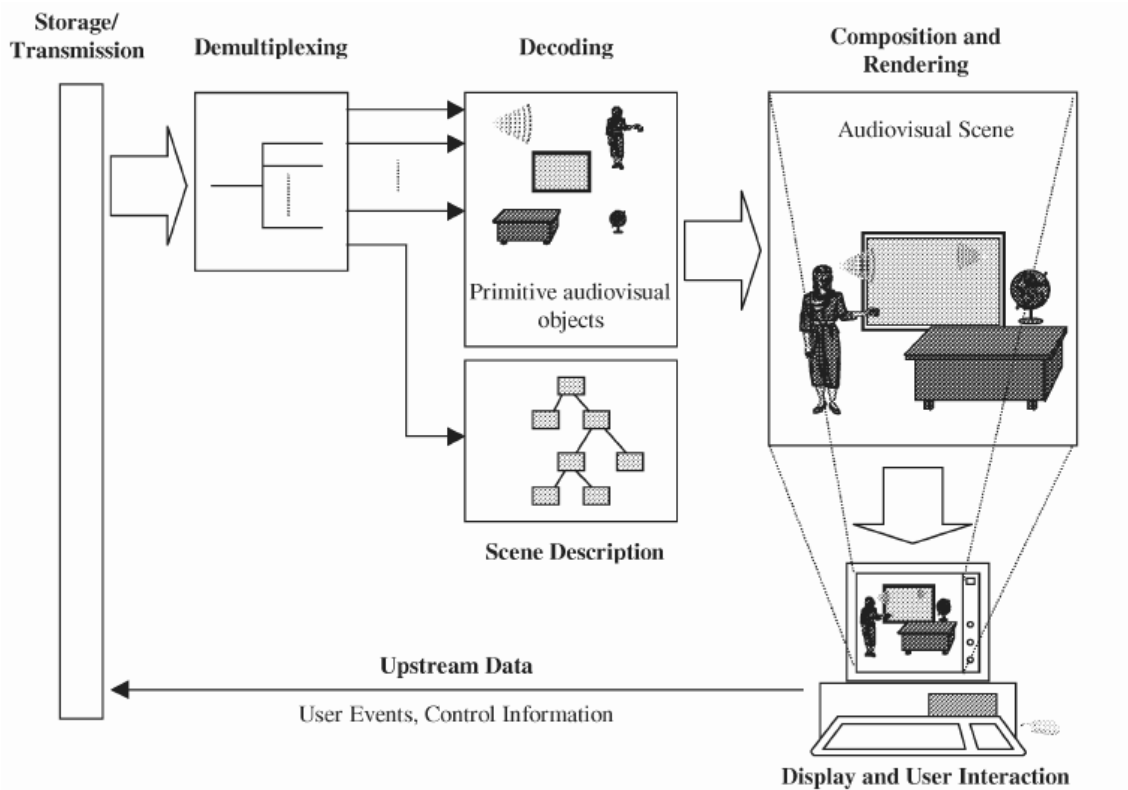 Storage/
Transmission
Demultiplexing
Decoding
Composition and
Rendering
Audiovisual Scene
Primitive audiovisual
objects
Scene Description
Upstream Data
User Events, Control Information
Display and User Interaction